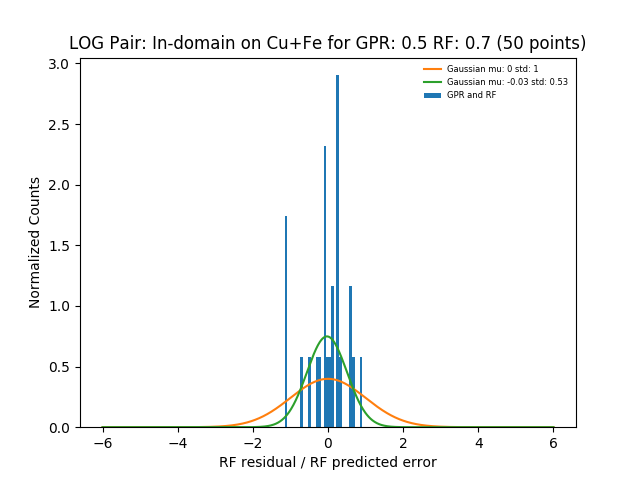 LOG Pair: In-domain on Cu+Fe for GPR: 0.5 RF: 0.7 (50 points)
Gaussian mu: 0 std: 1
Gaussian mu: -0.03 std: 0.53
GPR and RF
Normalized Counts
3.0
2.5
2.0
1.5
1.0
0.5
0.0
−6 −4 −2 0 2 4 6
RF residual / RF predicted error